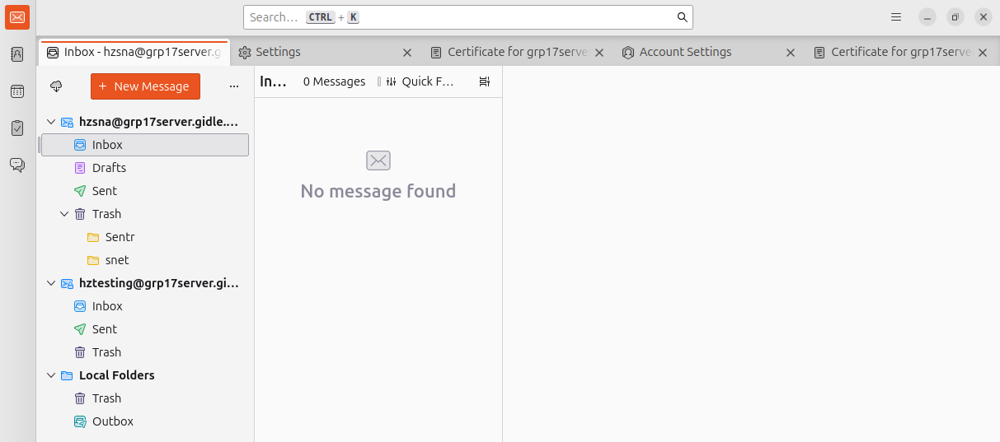 Search… CTRL + K
Inbox - hzsna@grp17server.g
Settings
Certificate for grp17serve
Account Settings
Certificate for grp17serve
+ New Message
In… 0 Messages Quick F…
hzsna@grp17server.gidle.…
Inbox
Drafts
Sent
Trash
Sentr
snet
hztesting@grp17server.gi…
Inbox
Sent
Trash
Local Folders
Trash
Outbox
No message found